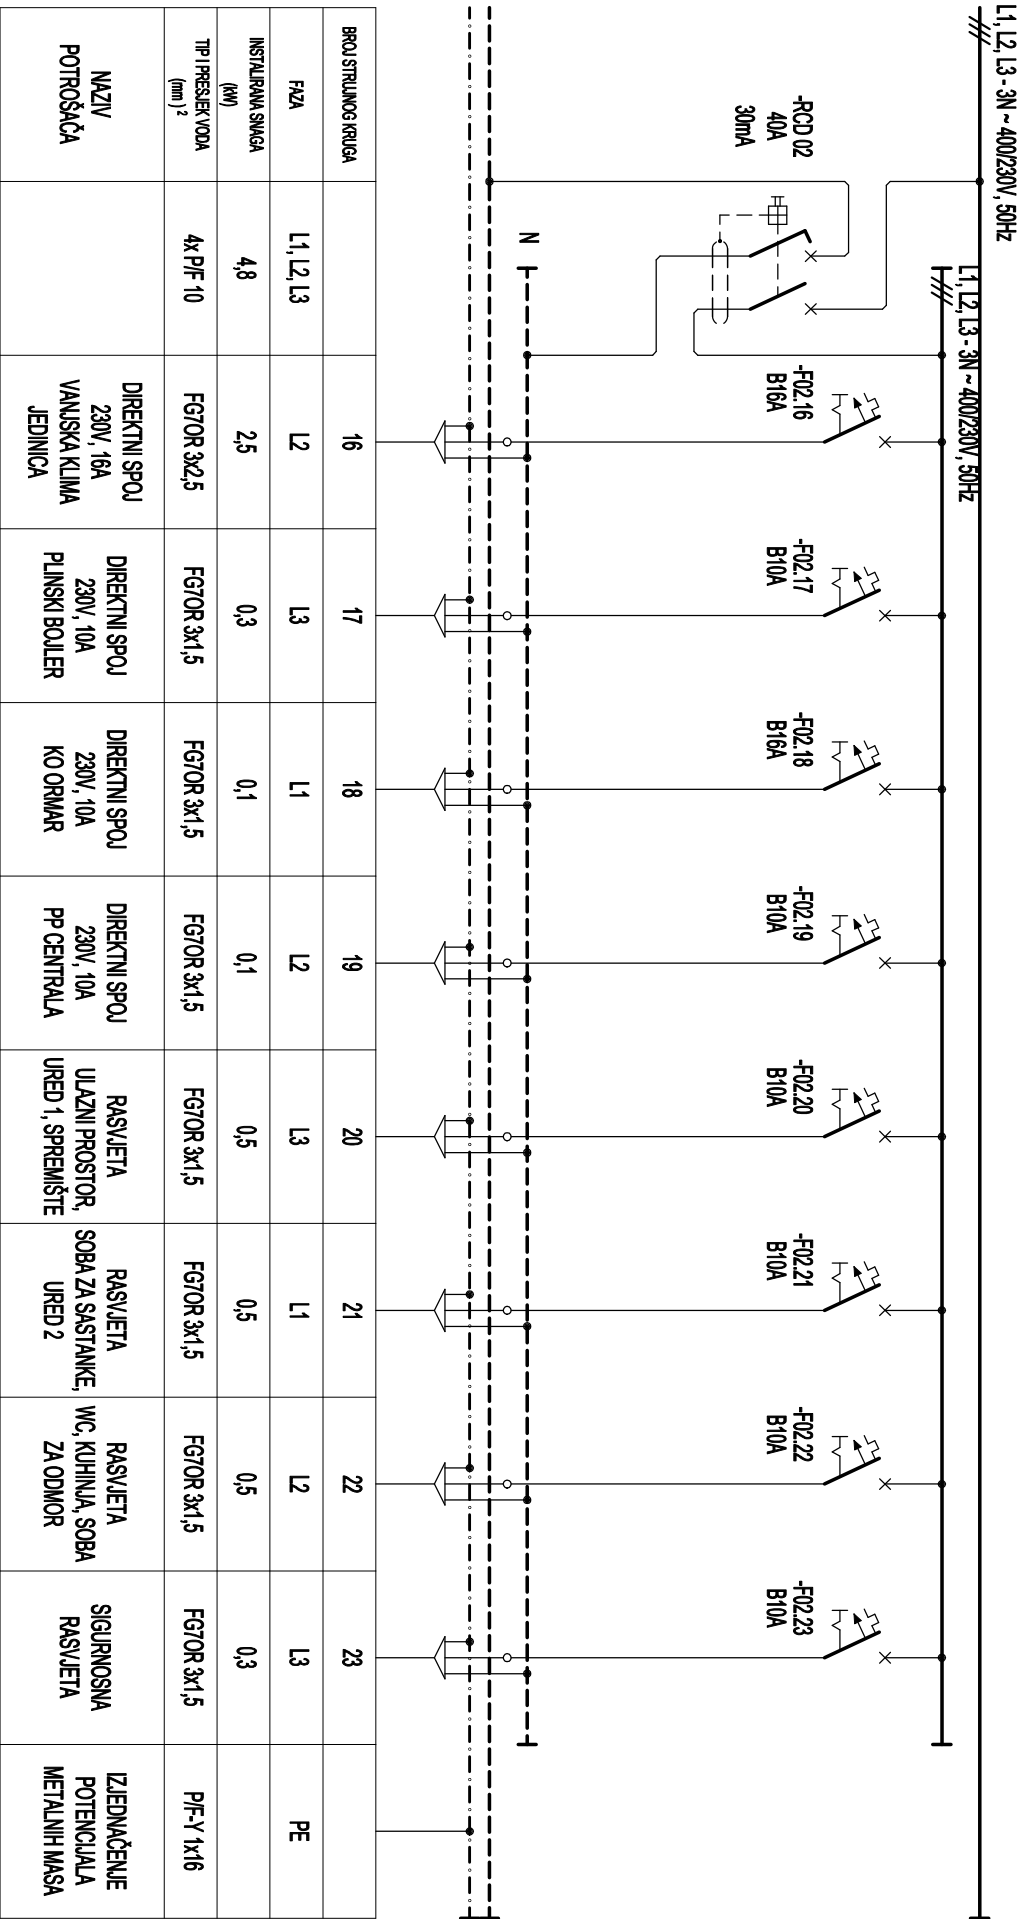 L1, L2, L3 - 3N ~ 400/230V, 50Hz
L1, L2, L3 - 3N ~ 400/230V, 50Hz
-RCD 02
40A
30mA
N
-F02.16
B16A
-F02.17
B10A
-F02.18
B16A
-F02.19
B10A
-F02.20
B10A
-F02.21
B10A
-F02.22
B10A
-F02.23
B10A
BROJ STRUJNOG KRUGA
16
17
18
19
20
21
22
23
FAZA
L1, L2, L3
L2
L3
L1
L2
L3
L1
L2
L3
PE
INSTALIRANA SNAGA
(kW)
4,8
2,5
0,3
0,1
0,1
0,5
0,5
0,5
0,3
TIP I PRESJEK VODA
(mm )²
4x P/F 10
FG7OR 3x2,5
FG7OR 3x1,5
FG7OR 3x1,5
FG7OR 3x1,5
FG7OR 3x1,5
FG7OR 3x1,5
FG7OR 3x1,5
FG7OR 3x1,5
P/F-Y 1x16
NAZIV
POTROŠAČA
DIREKTNI SPOJ
230V, 16A
VANJSKA KLIMA
JEDINICA
DIREKTNI SPOJ
230V, 10A
PLINSKI BOJLER
DIREKTNI SPOJ
230V, 10A
KO ORMAR
DIREKTNI SPOJ
230V, 10A
PP CENTRALA
RASVJETA
ULAZNI PROSTOR,
URED 1, SPREMIŠTE
RASVJETA
SOBA ZA SASTANKE,
URED 2
RASVJETA
WC, KUHINJA, SOBA
ZA ODMOR
SIGURNOSNA
RASVJETA
IZJEDNAČENJE
POTENCIJALA
METALNIH MASA